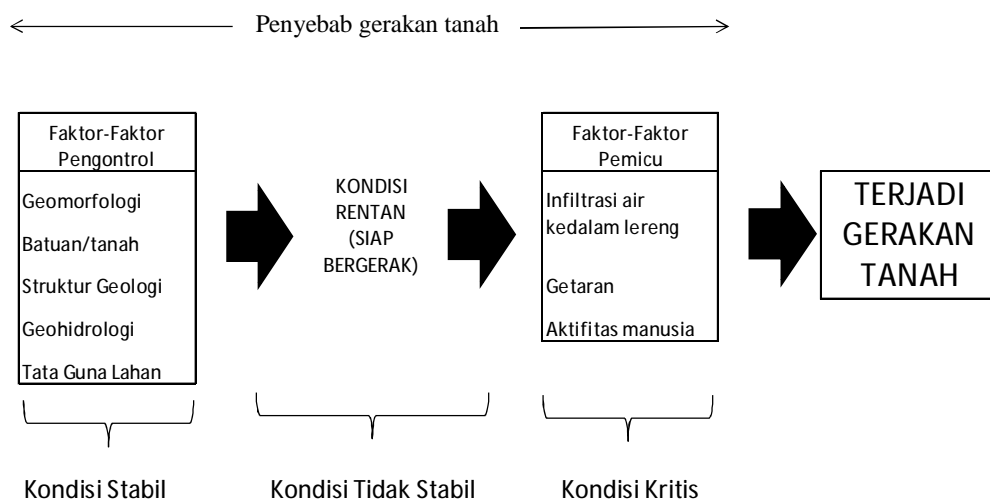 Penyebab gerakan tanah
Faktor-Faktor
Pengontrol
Geomorfologi
Batuan/tanah
Struktur Geologi
Geohidrologi
Tata Guna Lahan
KONDISI
RENTAN
(SIAP
BERGERAK)
Faktor-Faktor
Pemicu
Infiltrasi air
kedalam lereng
Getaran
Aktifitas manusia
TERJADI
GERAKAN
TANAH
Kondisi Stabil
Kondisi Tidak Stabil
Kondisi Kritis